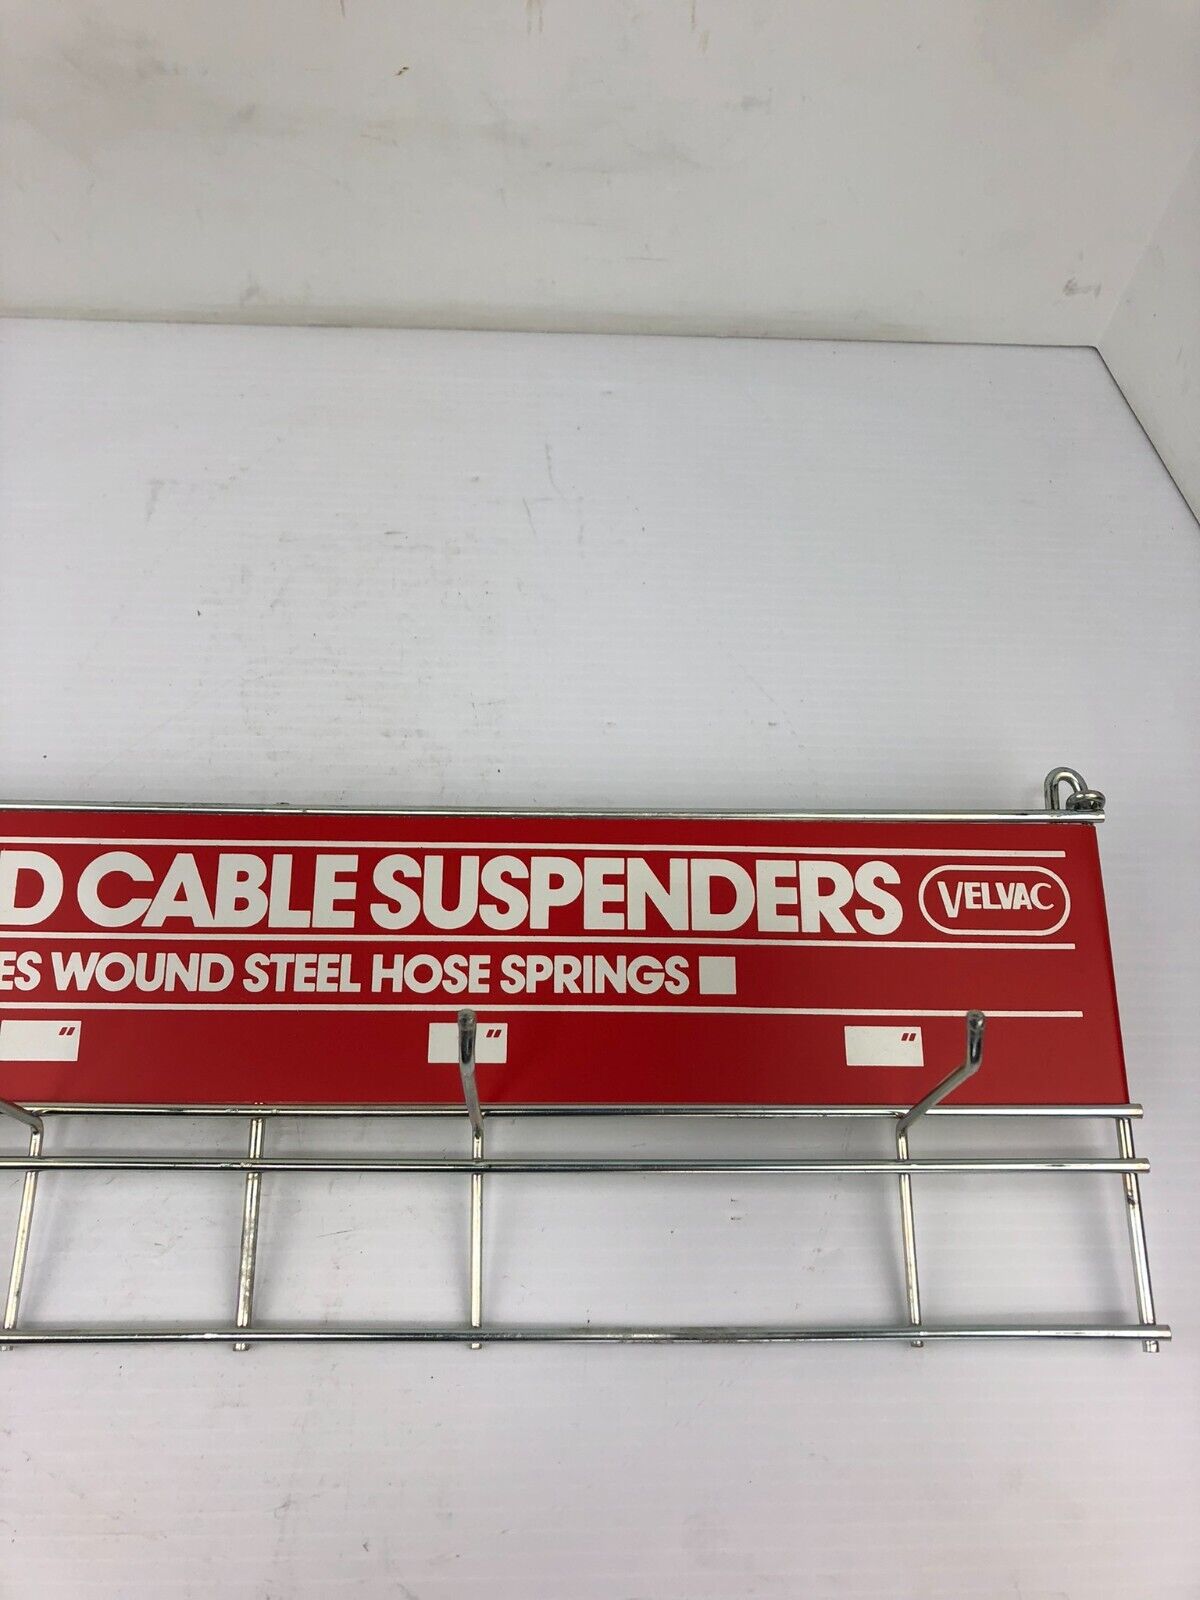 D CABLE SUSPENDERS VELVAC
ES WOUND STEEL HOSE SPRINGS
" " "